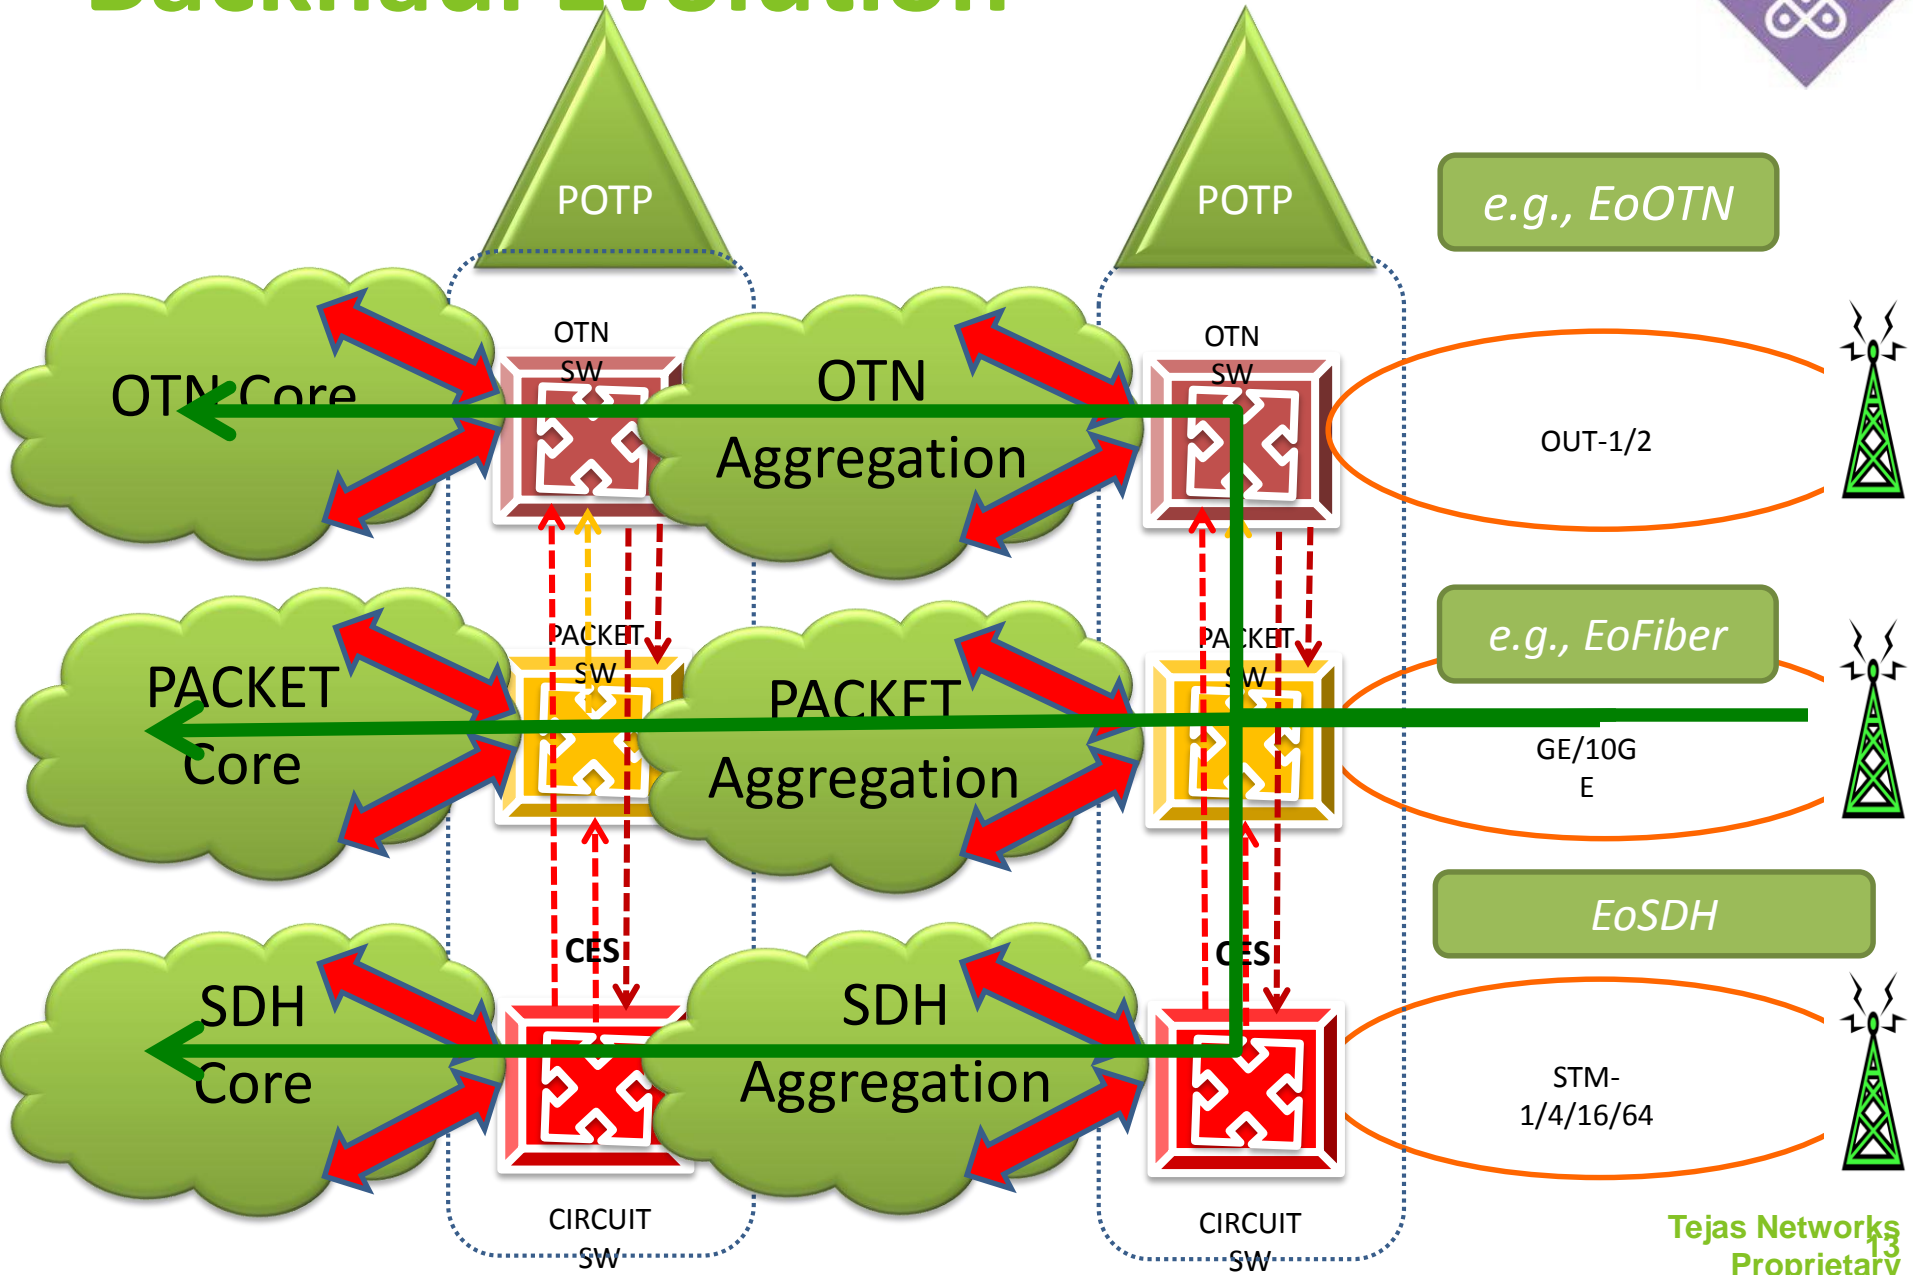 Backhaul Evolution
POTP
POTP
e.g., EoOTN
OTN
SW
OTN
SW
OTN Core
OTN
Aggregation
OUT-1/2
PACKET
SW
PACKET
SW
e.g., EoFiber
PACKET
Core
PACKET
Aggregation
GE/10G
E
EoSDH
CES
CES
SDH
Core
SDH
Aggregation
STM-
1/4/16/64
CIRCUIT
SW
CIRCUIT
SW
Tejas Networks
13
Proprietary